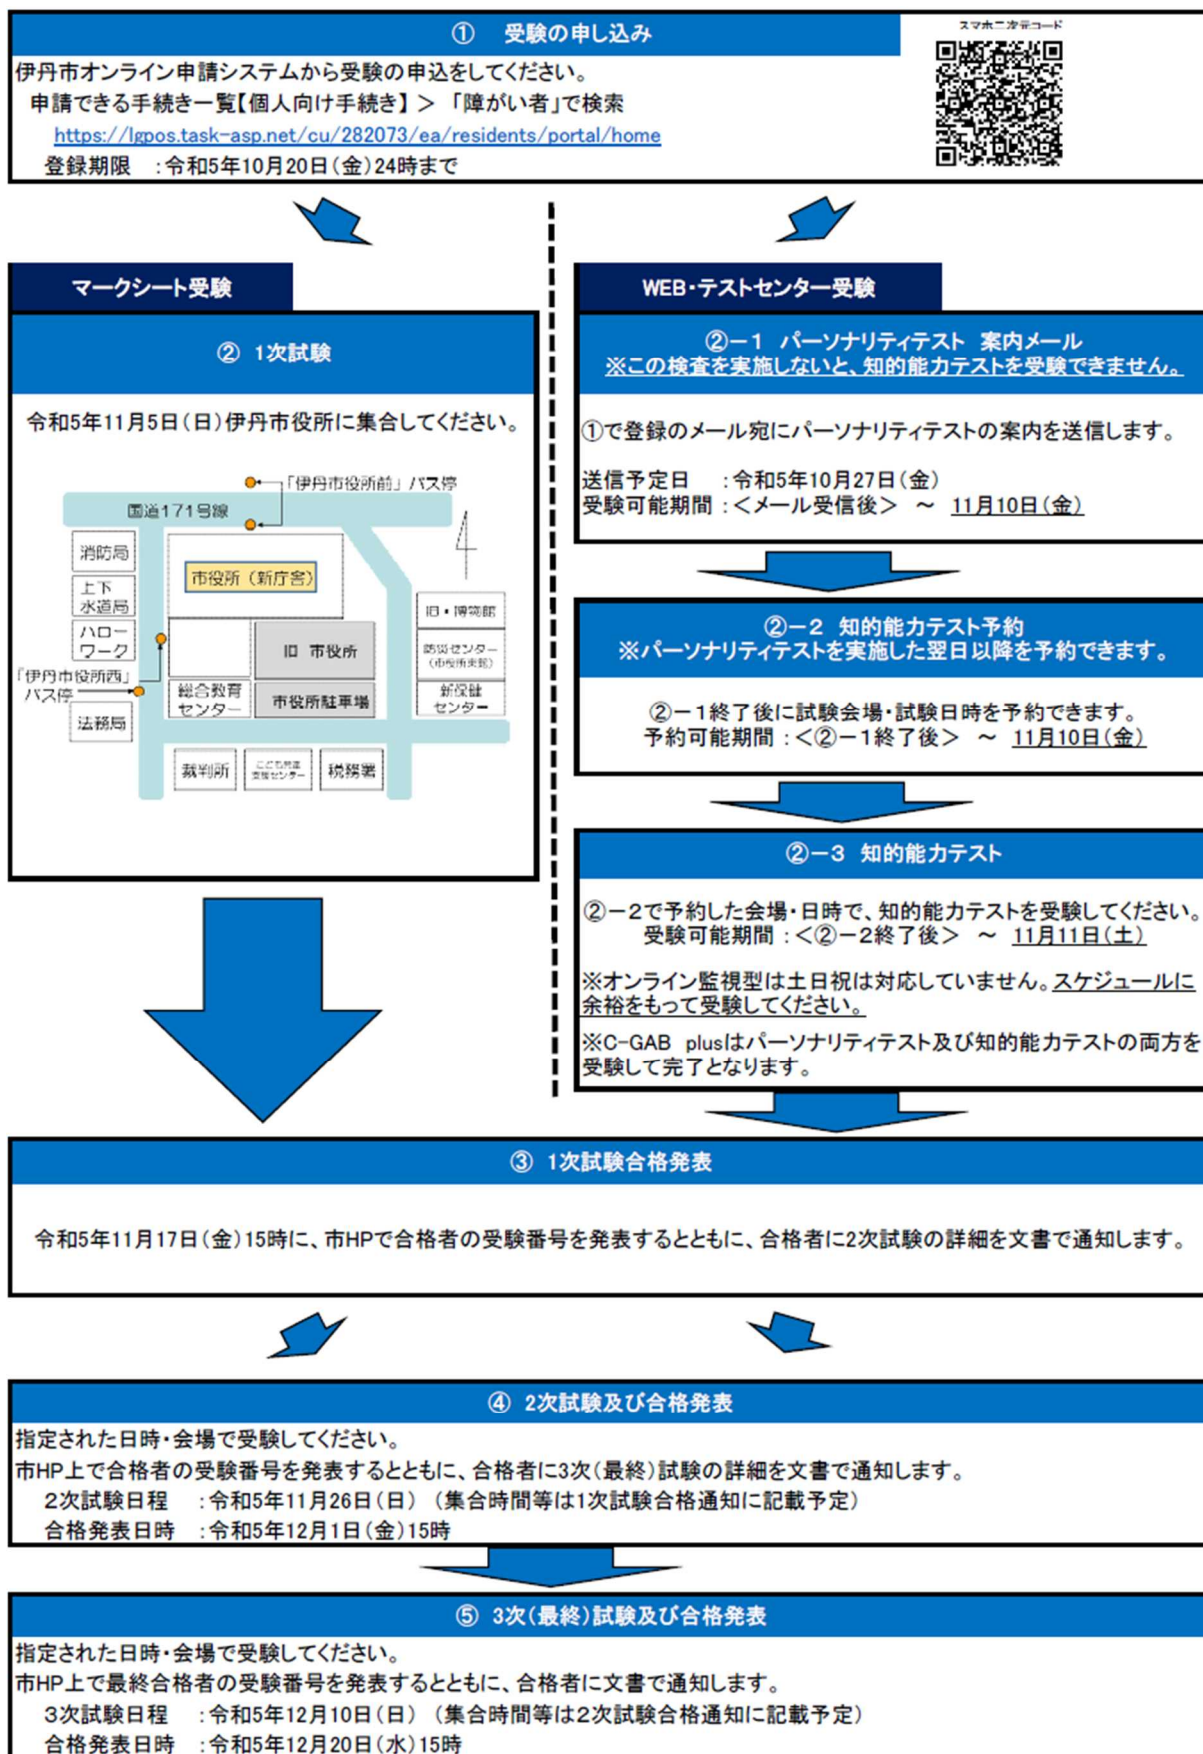 ① 受験の申し込み
スマホ二次元コード
伊丹市オンライン申請システムから受験の申込をしてください。
申請できる手続き一覧【個人向け手続き】 > 「障がい者」で検索
https://lgpos.task-asp.net/cu/282073/ea/residents/portal/home
登録期限 :令和5年10月20日(金)24時まで
マークシート受験
② 1次試験
令和5年11月5日(日)伊丹市役所に集合してください。
「伊丹市役所前」バス停
国道171号線
消防局
市役所(新庁舎)
上下
水道局
旧・博物館
ハロー
ワーク
旧 市役所
防災センター
(市役所東館)
「伊丹市役所西」
バス停
総合教育
センター
市役所駐車場
新保健
センター
法務局
裁判所
こども発達
支援センター
税務署
WEB・テストセンター受験
②-1 パーソナリティテスト 案内メール
※この検査を実施しないと、知的能力テストを受験できません。
①で登録のメール宛にパーソナリティテストの案内を送信します。
送信予定日 :令和5年10月27日(金)
受験可能期間:<メール受信後> ~ 11月10日(金)
②-2 知的能力テスト予約
※パーソナリティテストを実施した翌日以降を予約できます。
②-1終了後に試験会場・試験日時を予約できます。
予約可能期間:<②-1終了後> ~ 11月10日(金)
②-3 知的能力テスト
②-2で予約した会場・日時で、知的能力テストを受験してください。
受験可能期間:<②-2終了後> ~ 11月11日(土)
※オンライン監視型は土日祝は対応していません。スケジュールに
余裕をもって受験してください。
※C-GAB plusはパーソナリティテスト及び知的能力テストの両方を
受験して完了となります。
③ 1次試験合格発表
令和5年11月17日(金)15時に、市HPで合格者の受験番号を発表するとともに、合格者に2次試験の詳細を文書で通知します。
④ 2次試験及び合格発表
指定された日時・会場で受験してください。
市HP上で合格者の受験番号を発表するとともに、合格者に3次(最終)試験の詳細を文書で通知します。
2次試験日程 :令和5年11月26日(日) (集合時間等は1次試験合格通知に記載予定)
合格発表日時 :令和5年12月1日(金)15時
⑤ 3次(最終)試験及び合格発表
指定された日時・会場で受験してください。
市HP上で最終合格者の受験番号を発表するとともに、合格者に文書で通知します。
3次試験日程 :令和5年12月10日(日) (集合時間等は2次試験合格通知に記載予定)
合格発表日時 :令和5年12月20日(水)15時